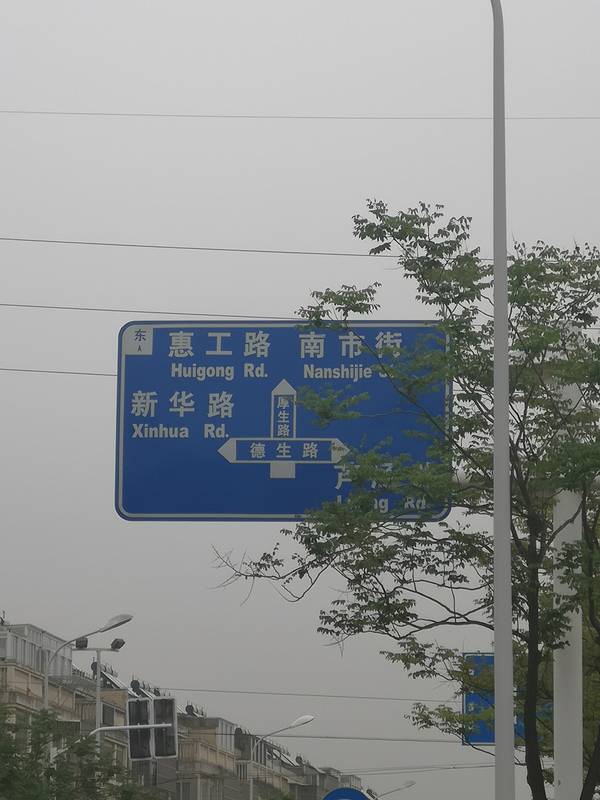 东
惠工路 南市街
Huigong Rd. Nanshijie
新华路
Xinhua Rd.
厚生路
德生路
Rd